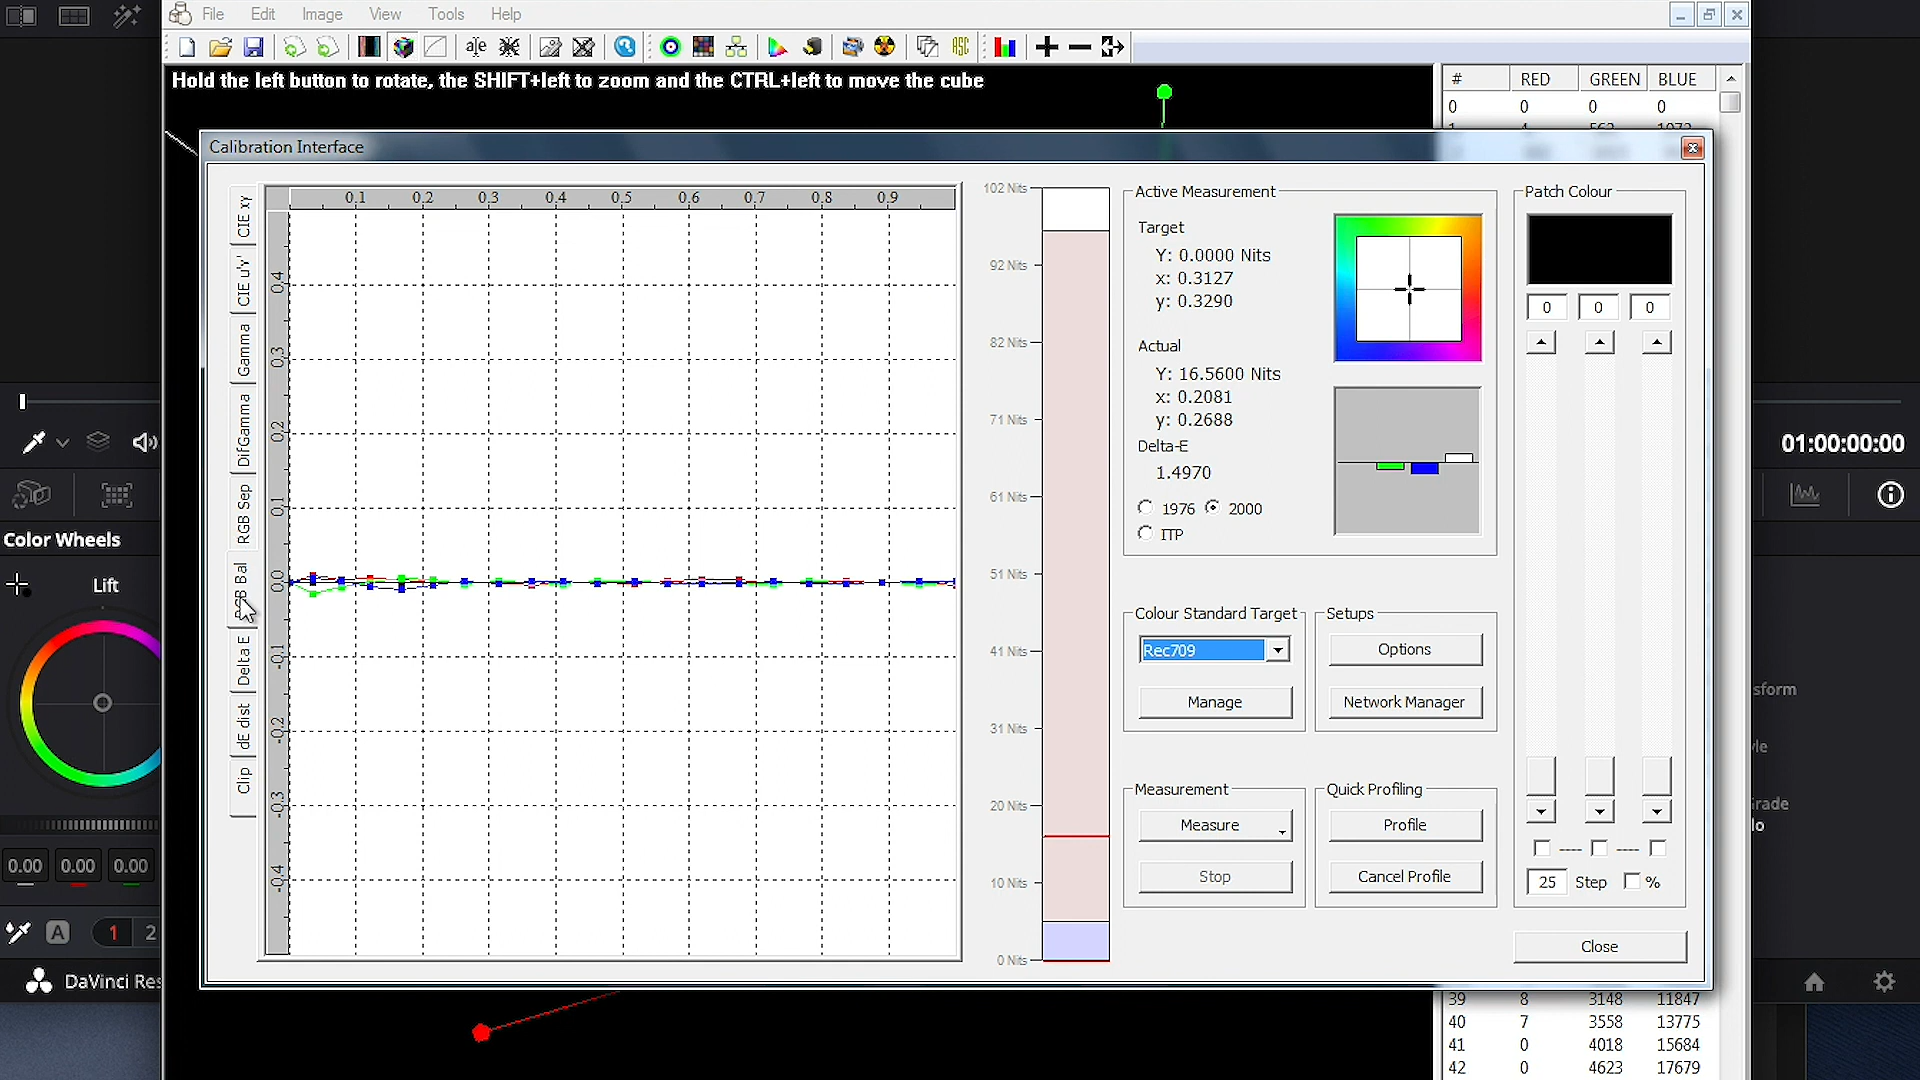 File Edit Image View Tools Help
Hold the left button to rotate, the SHIFT+left to zoom and the CTRL+left to move the cube
# RED GREEN BLUE
0 0 0 0
Calibration Interface
CIE xy
CIE u'v'
Gamma
DifGamma
RGB Sep
RGB Bal
Delta E
dE dist
Clip
0.1 0.2 0.3 0.4 0.5 0.6 0.7 0.8 0.9
0.4
0.3
0.2
0.1
0.0
-0.1
-0.2
-0.3
-0.4
102 Nits
92 Nits
82 Nits
71 Nits
61 Nits
51 Nits
41 Nits
31 Nits
20 Nits
10 Nits
0 Nits
Active Measurement
Target
Y: 0.0000 Nits
x: 0.3127
y: 0.3290
Actual
Y: 16.5600 Nits
x: 0.2081
y: 0.2688
Delta-E
1.4970
1976 2000
ITP
Colour Standard Target
Rec709
Manage
Setups
Options
Network Manager
Measurement
Measure
Stop
Quick Profiling
Profile
Cancel Profile
Patch Colour
0 0 0
25 Step %
Close
39 8 3148 11847
40 7 3558 13775
41 0 4018 15684
42 0 4623 17679
Color Wheels
Lift
0.00 0.00 0.00
A 1 2
DaVinci Res
01:00:00:00
sform
yle
Grade
lo